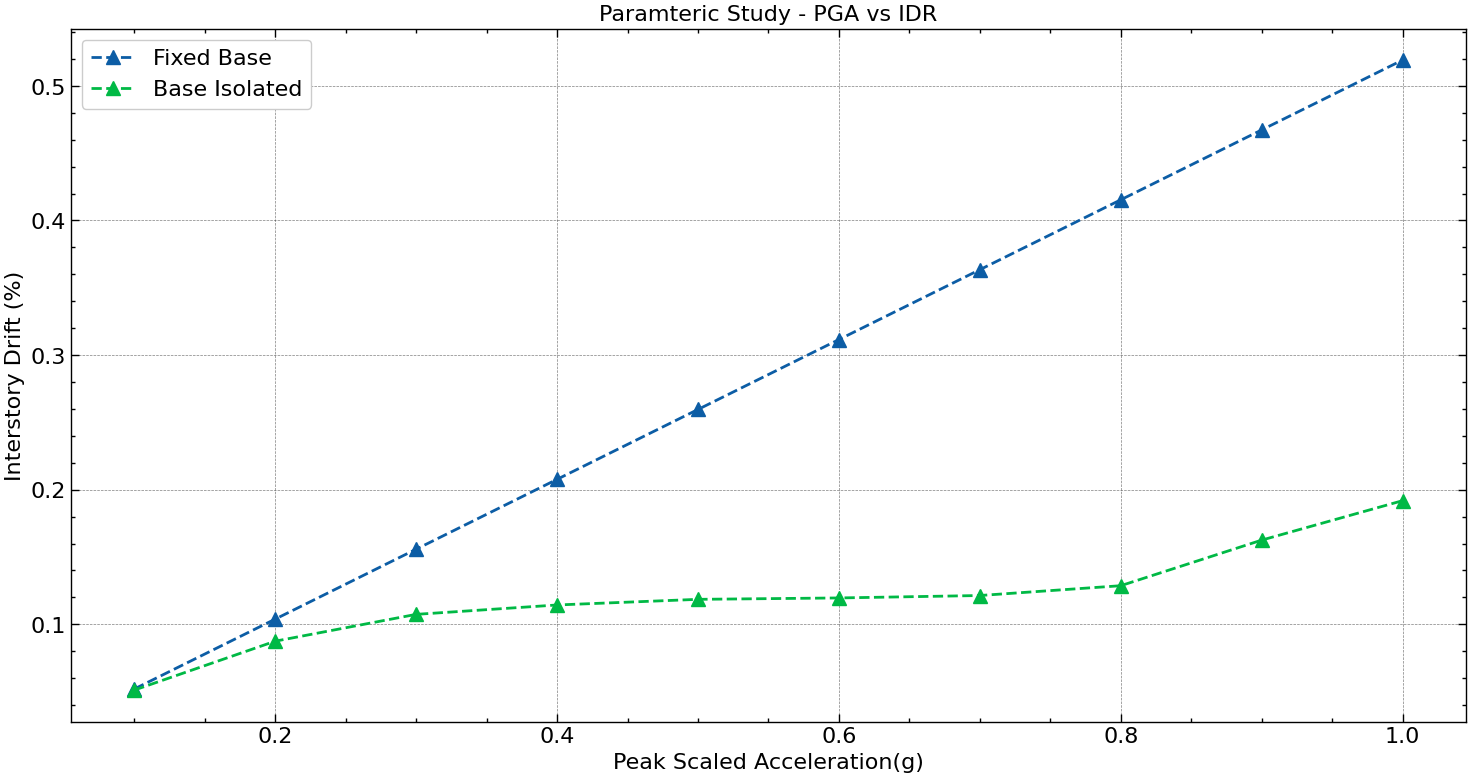 Paramteric Study - PGA vs IDR
Fixed Base
Base Isolated
Interstory Drift (%)
0.5
0.4
0.3
0.2
0.1
0.2 0.4 0.6 0.8 1.0
Peak Scaled Acceleration(g)